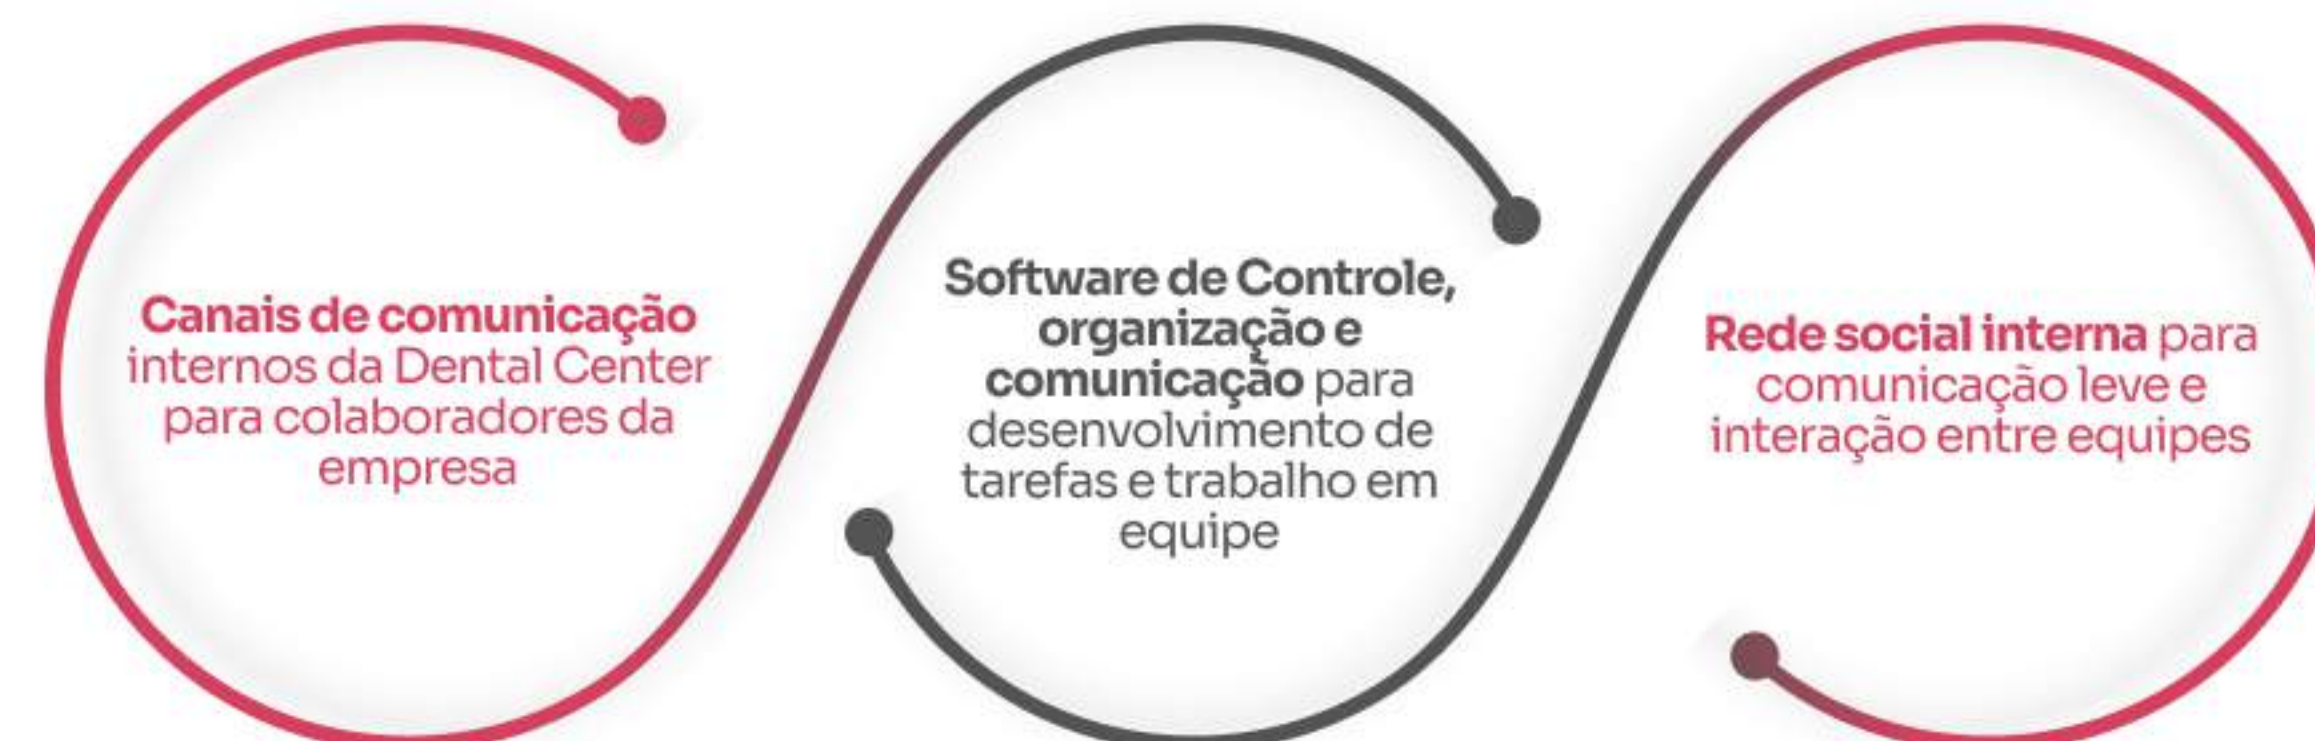 Canais de comunicação
internos da Dental Center
para colaboradores da
empresa
Software de Controle,
organização e
comunicação para
desenvolvimento de
tarefas e trabalho em
equipe
Rede social interna para
comunicação leve e
interação entre equipes